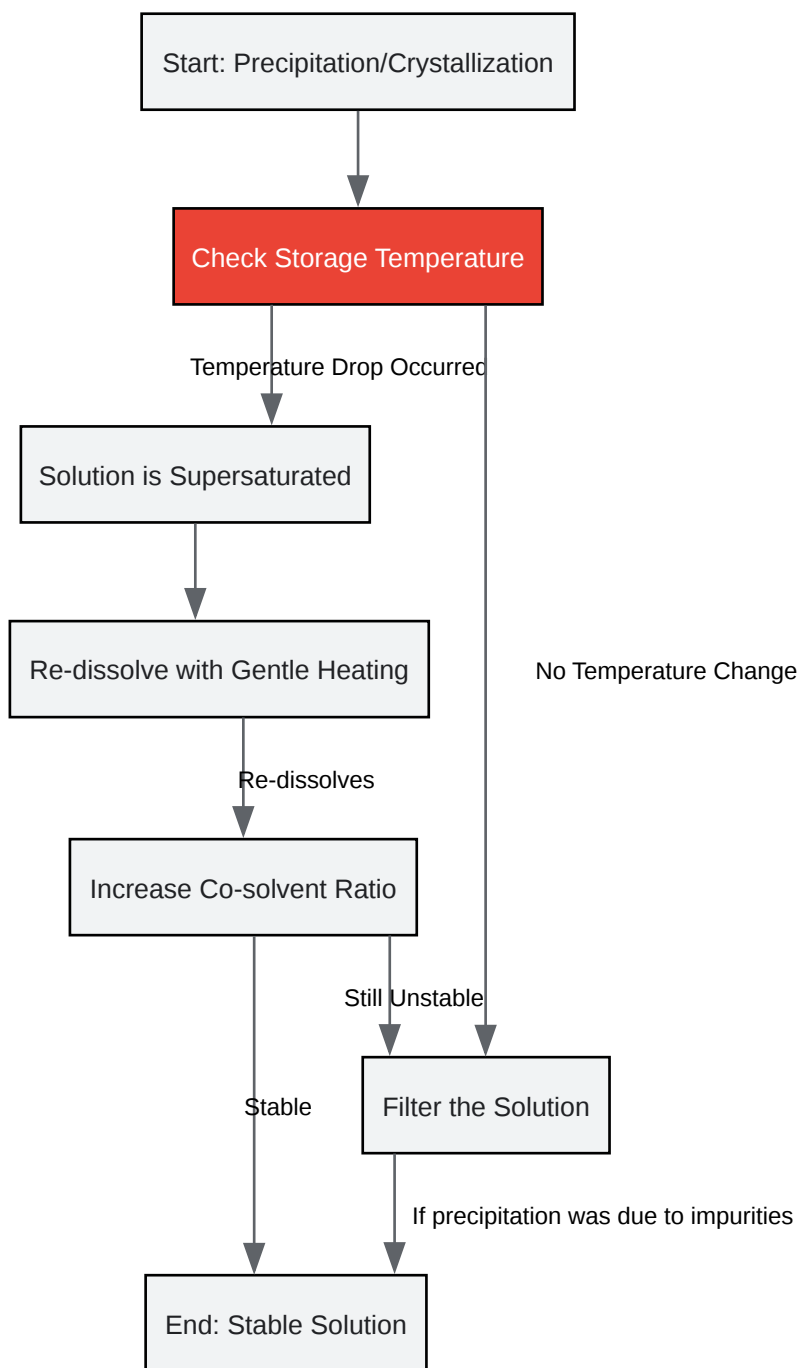 Start: Precipitation/Crystallization
Check Storage Temperature
Temperature Drop Occurred
Solution is Supersaturated
Re-dissolve with Gentle Heating
No Temperature Change
Re-dissolves
Increase Co-solvent Ratio
Still Unstable
Stable
Filter the Solution
If precipitation was due to impurities
End: Stable Solution